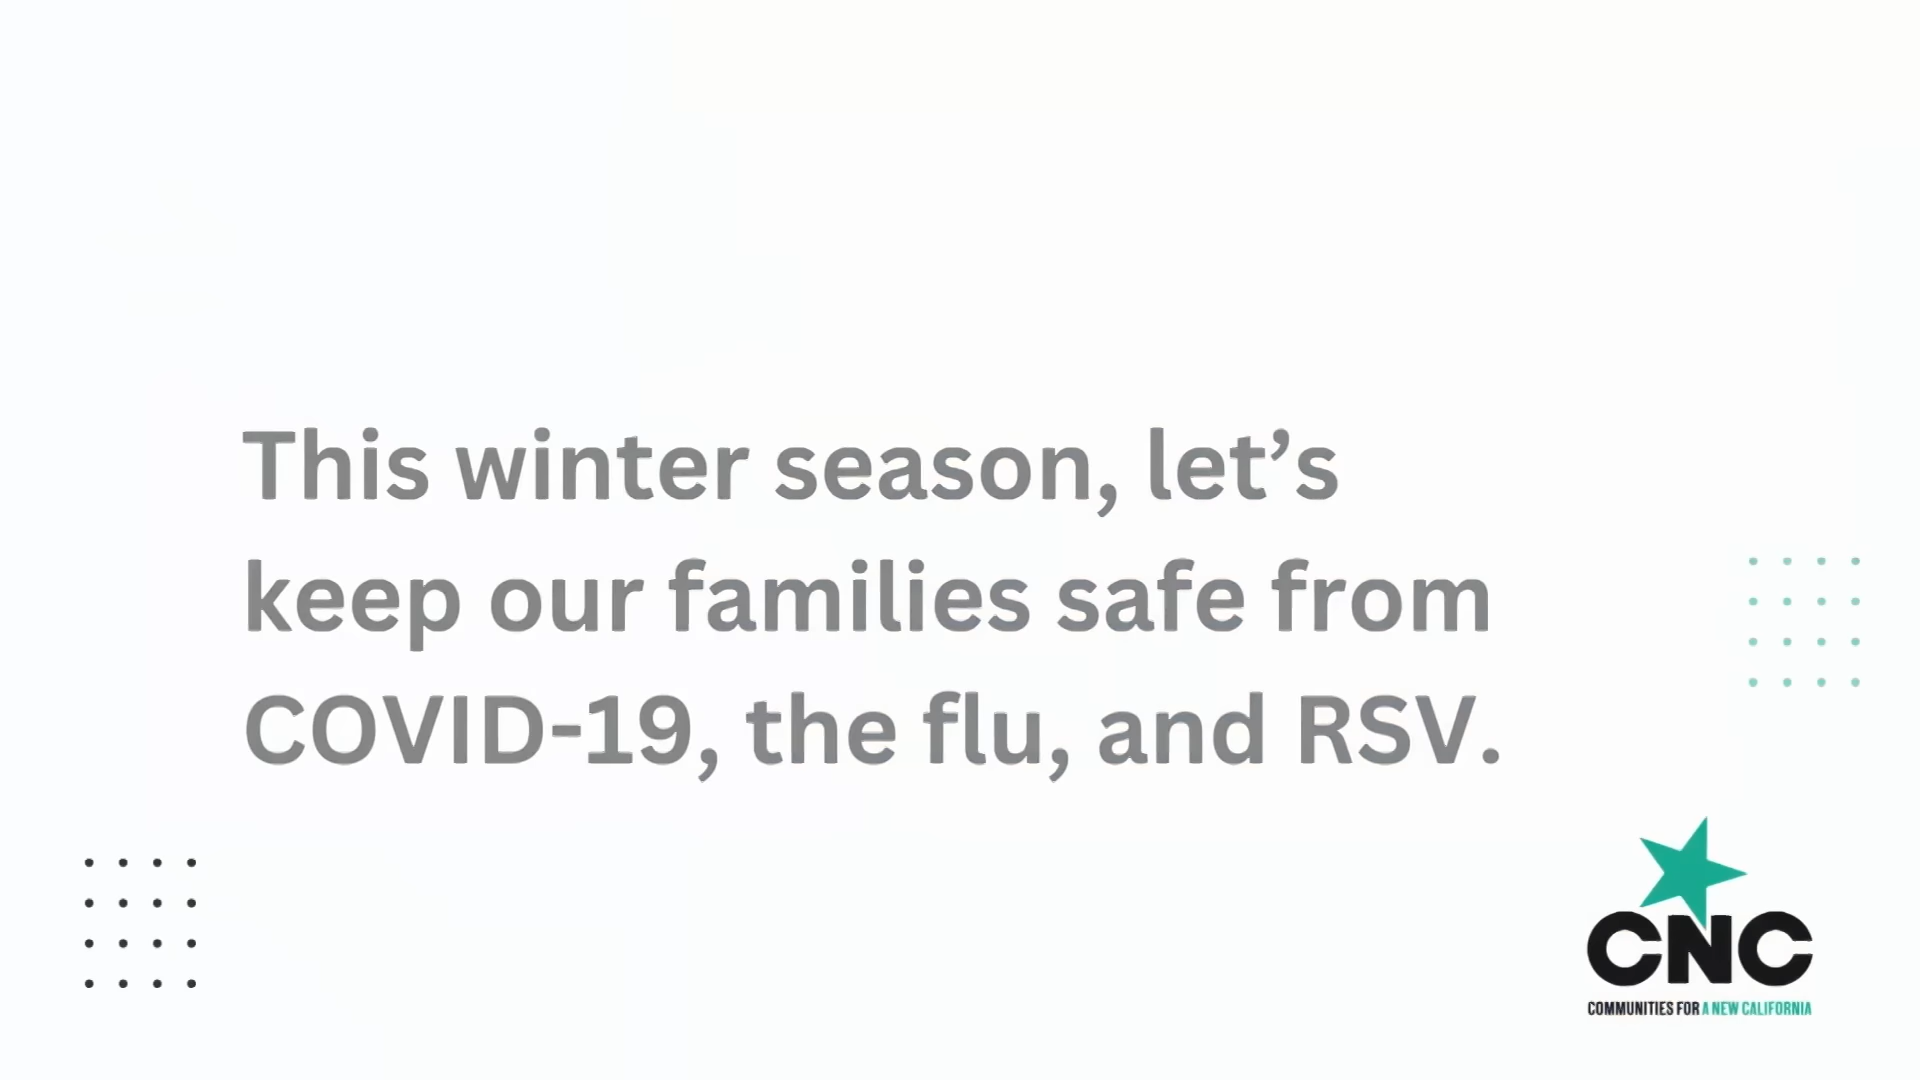 This winter season, let’s
keep our families safe from
COVID-19, the flu, and RSV.
CNC
COMMUNITIES FOR A NEW CALIFORNIA